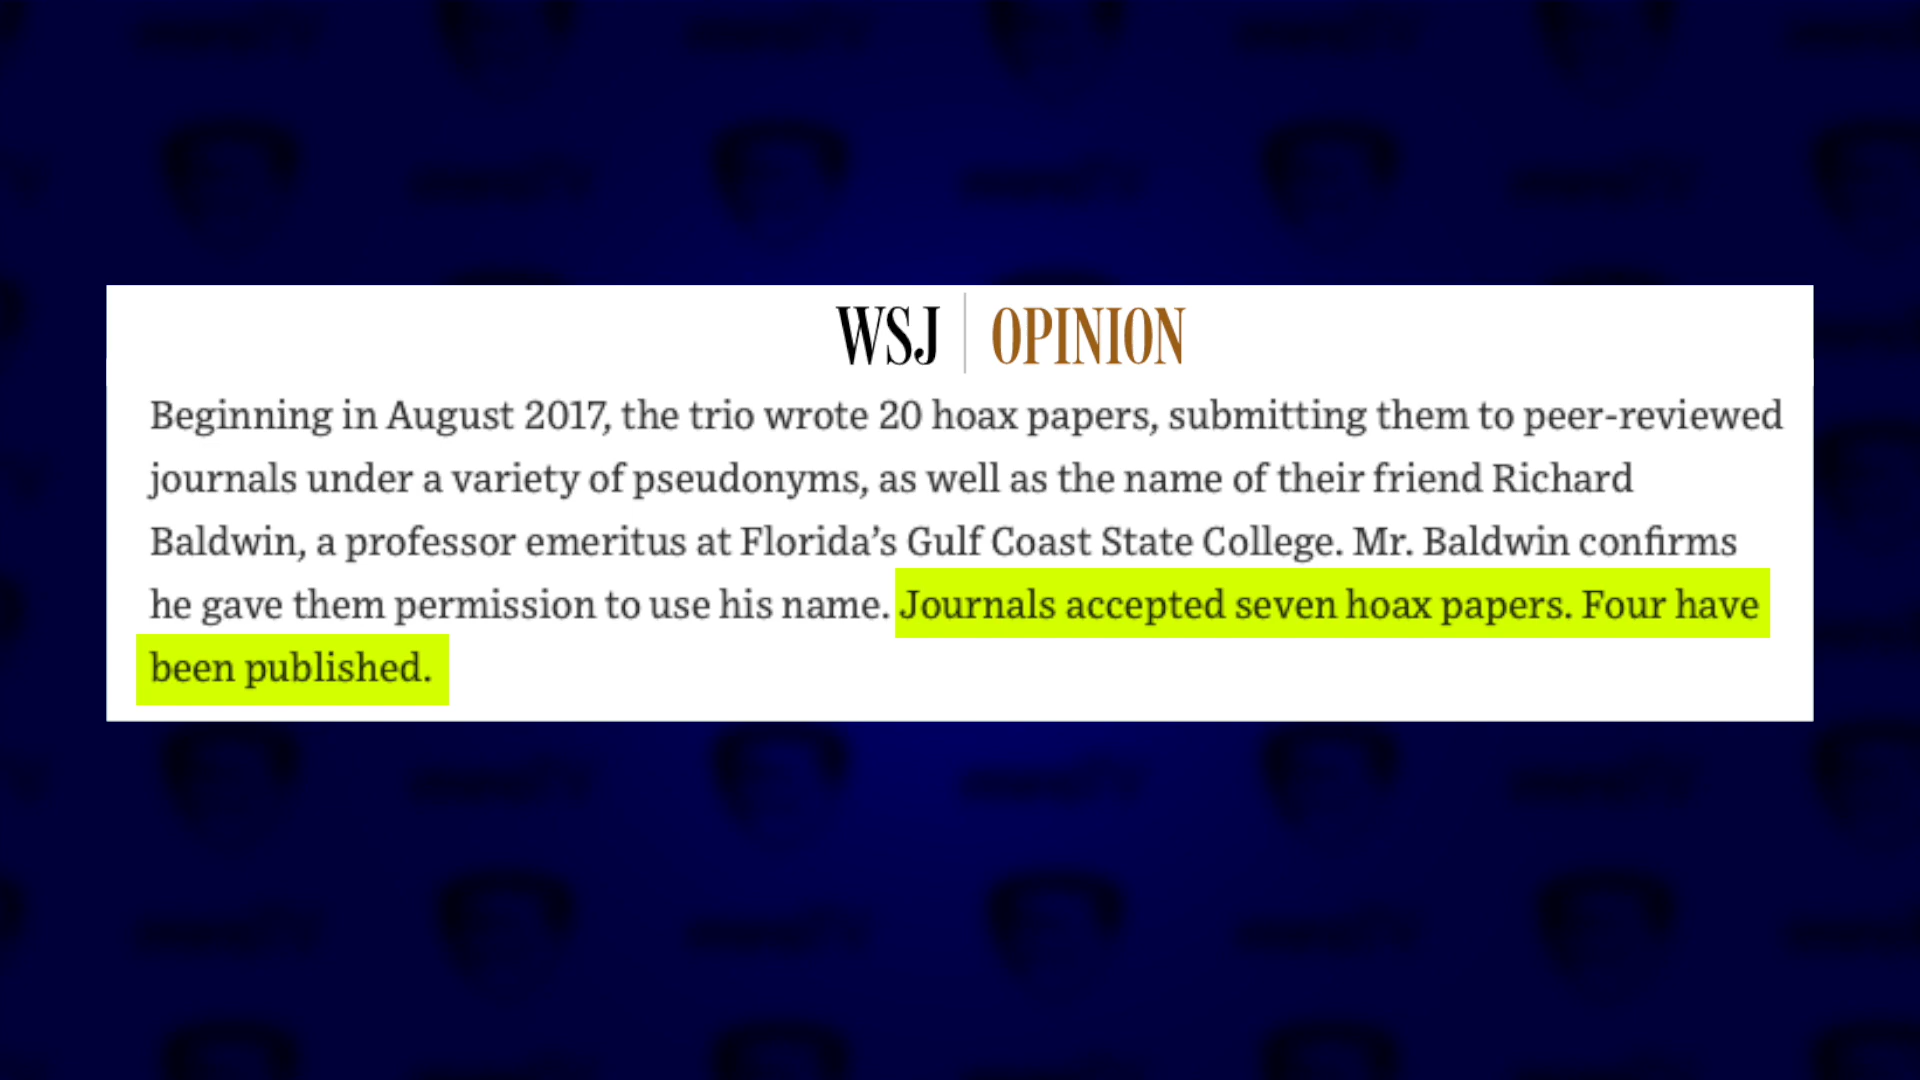 WSJ OPINION
Beginning in August 2017, the trio wrote 20 hoax papers, submitting them to peer-reviewed
journals under a variety of pseudonyms, as well as the name of their friend Richard
Baldwin, a professor emeritus at Florida’s Gulf Coast State College. Mr. Baldwin confirms
he gave them permission to use his name. Journals accepted seven hoax papers. Four have
been published.